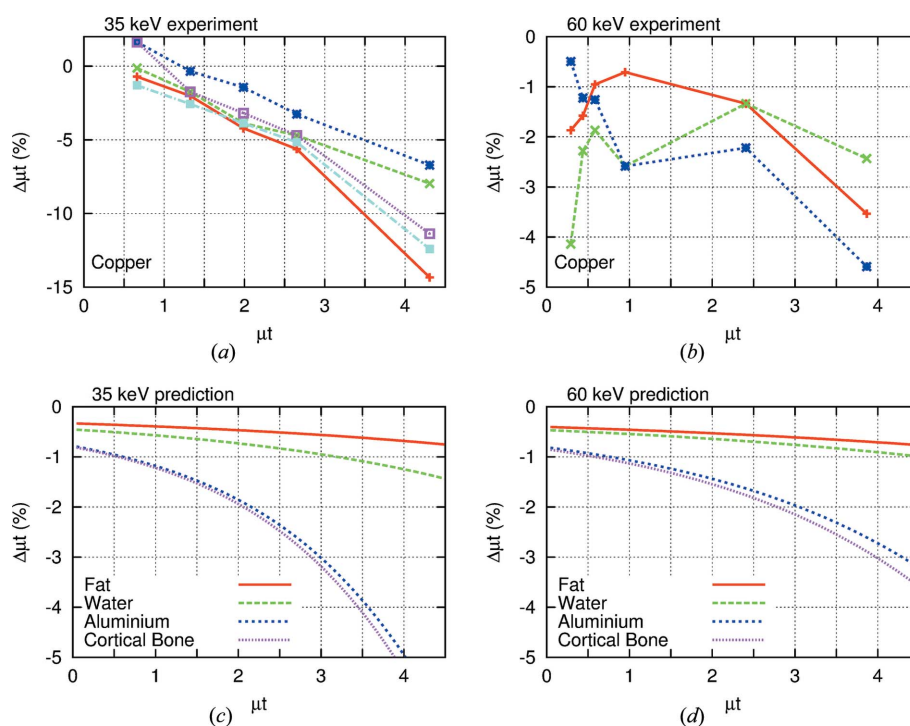 35 keV experiment
Δμt (%)
0
-5
-10
-15
Copper
0 1 2 3 4
μt
(a)
60 keV experiment
Δμt (%)
0
-1
-2
-3
-4
-5
Copper
0 1 2 3 4
μt
(b)
35 keV prediction
Δμt (%)
0
-1
-2
-3
-4
-5
Fat
Water
Aluminium
Cortical Bone
0 1 2 3 4
μt
(c)
60 keV prediction
Δμt (%)
0
-1
-2
-3
-4
-5
Fat
Water
Aluminium
Cortical Bone
0 1 2 3 4
μt
(d)